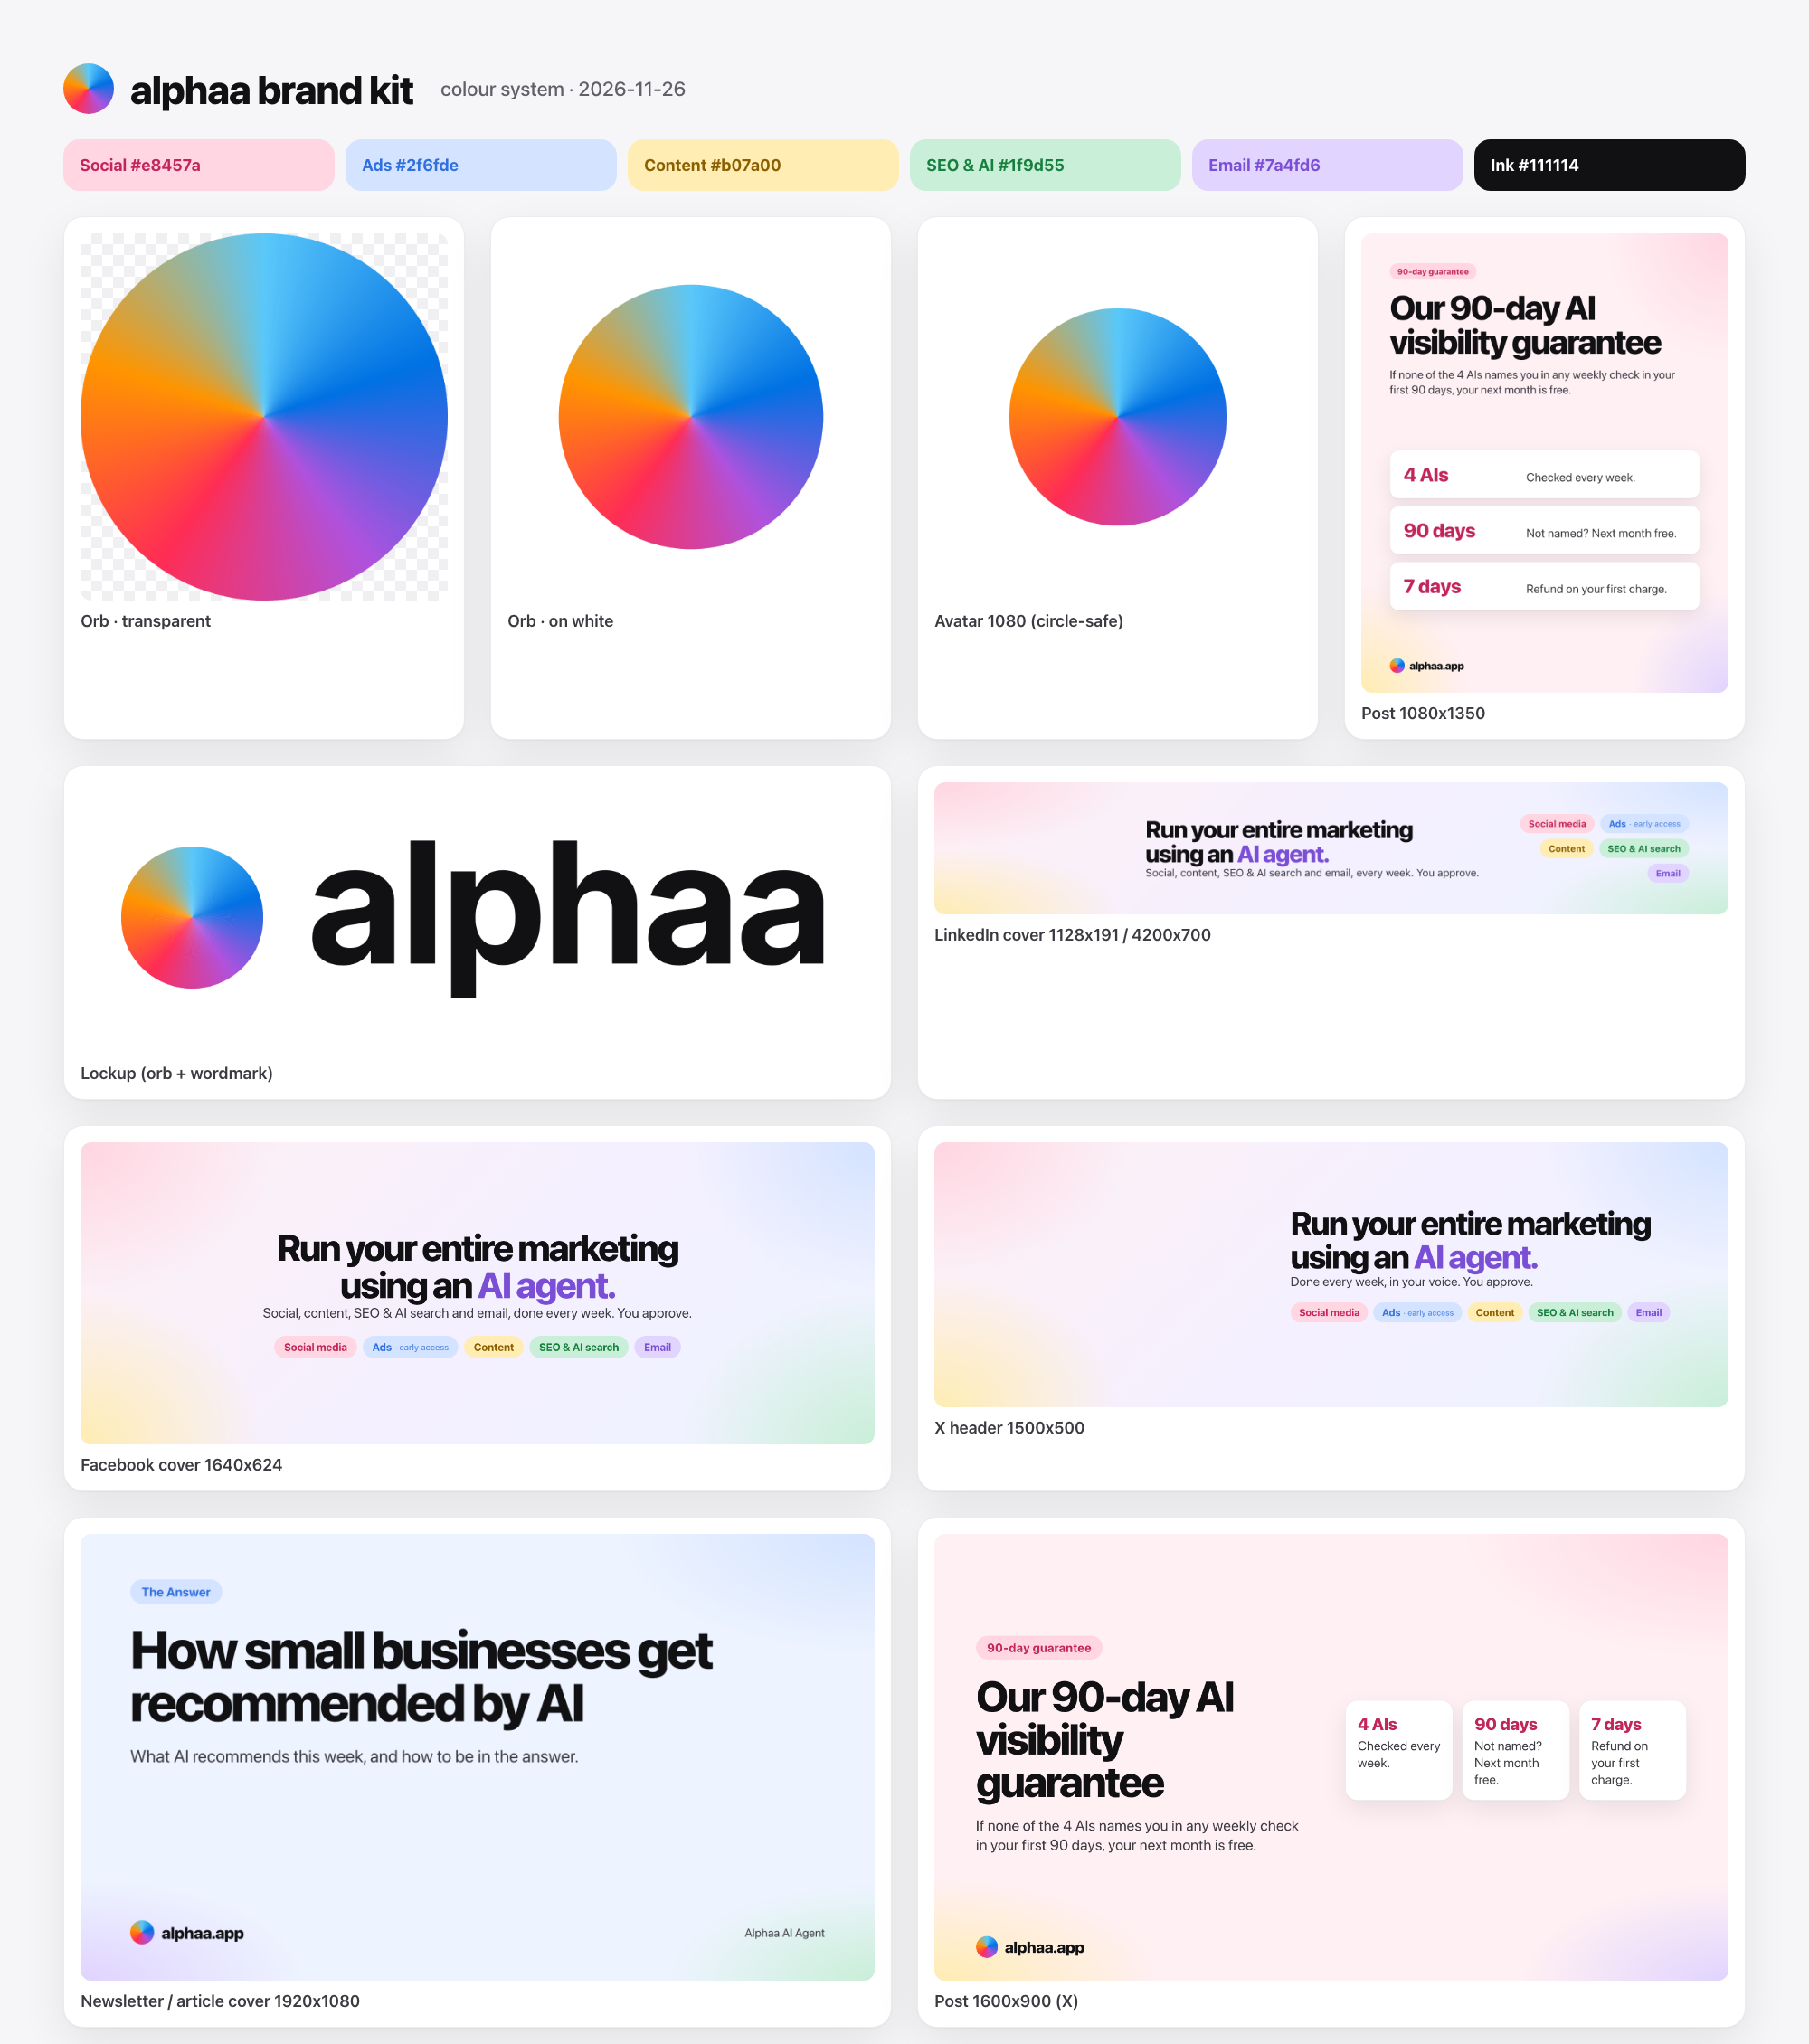 alphaa brand kit
colour system · 2026-11-26
Social #e8457a
Ads #2f6fde
Content #b07a00
SEO & AI #1f9d55
Email #7a4fd6
Ink #111114
Orb · transparent
Orb · on white
Avatar 1080 (circle-safe)
90-day guarantee
Our 90-day AI
visibility guarantee
If none of the 4 AIs names you in any weekly check in your
first 90 days, your next month is free.
4 AIs
Checked every week.
90 days
Not named? Next month free.
7 days
Refund on your first charge.
alphaa.app
Post 1080x1350
alphaa
Lockup (orb + wordmark)
Run your entire marketing
using an AI agent.
Social, content, SEO & AI search and email, every week. You approve.
Social media
Ads · early access
Content
SEO & AI search
Email
LinkedIn cover 1128x191 / 4200x700
Run your entire marketing
using an AI agent.
Social, content, SEO & AI search and email, done every week. You approve.
Social media
Ads · early access
Content
SEO & AI search
Email
Facebook cover 1640x624
Run your entire marketing
using an AI agent.
Done every week, in your voice. You approve.
Social media
Ads · early access
Content
SEO & AI search
Email
X header 1500x500
The Answer
How small businesses get
recommended by AI
What AI recommends this week, and how to be in the answer.
alphaa.app
Alphaa AI Agent
Newsletter / article cover 1920x1080
90-day guarantee
Our 90-day AI
visibility
guarantee
If none of the 4 AIs names you in any weekly check
in your first 90 days, your next month is free.
4 AIs
Checked every
week.
90 days
Not named?
Next month
free.
7 days
Refund on
your first
charge.
alphaa.app
Post 1600x900 (X)